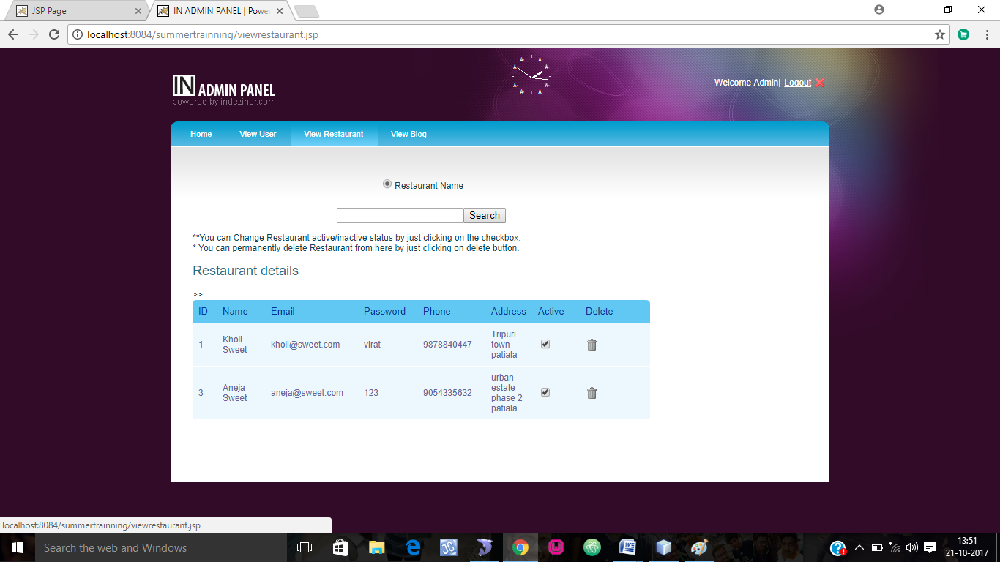 JSP Page
IN ADMIN PANEL | Powe
localhost:8084/summertrainning/viewrestaurant.jsp
IN ADMIN PANEL
powered by indeziner.com
Welcome Admin| Logout
Home View User View Restaurant View Blog
Restaurant Name
Search
**You can Change Restaurant active/inactive status by just clicking on the checkbox.
* You can permanently delete Restaurant from here by just clicking on delete button.
Restaurant details
>>
ID Name Email Password Phone Address Active Delete
1 Kholi Sweet kholi@sweet.com virat 9878840447 Tripuri town patiala
3 Aneja Sweet aneja@sweet.com 123 9054335632 urban estate phase 2 patiala
localhost:8084/summertrainning/viewrestaurant.jsp
Search the web and Windows
13:51
21-10-2017